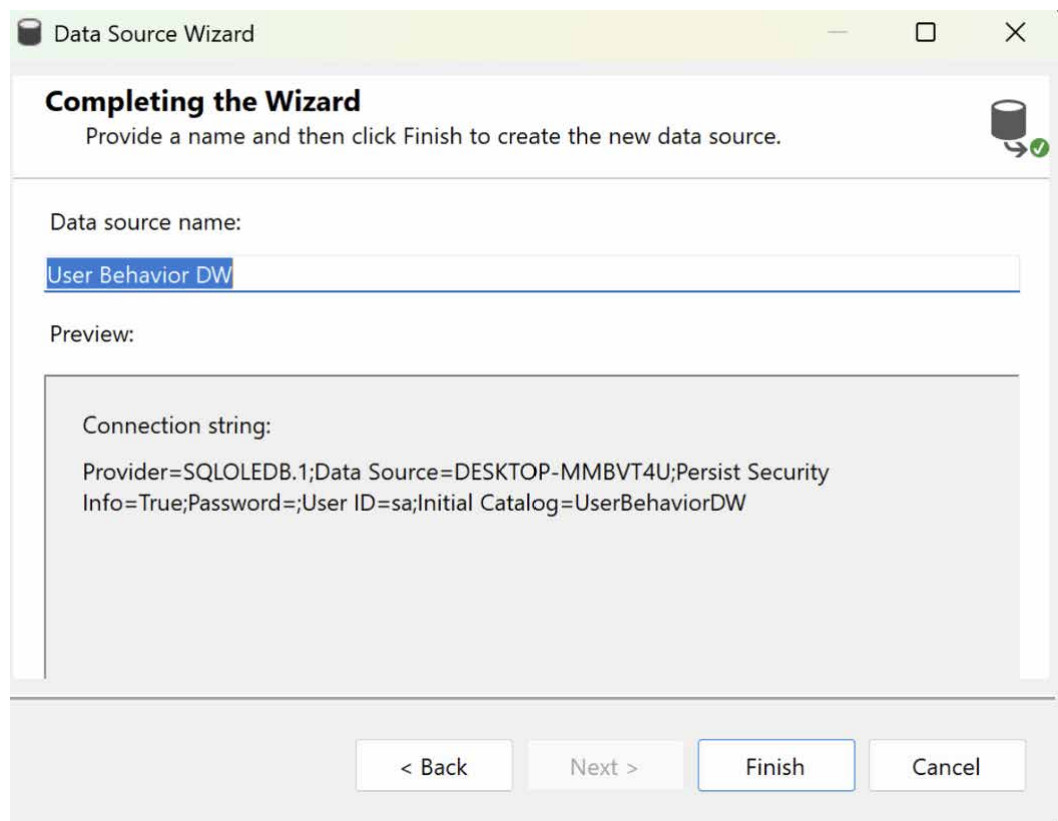 Data Source Wizard
Completing the Wizard
Provide a name and then click Finish to create the new data source.
Data source name:
User Behavior DW
Preview:
Connection string:
Provider=SQLOLEDB.1;Data Source=DESKTOP-MMBVT4U;Persist Security
Info=True;Password=;User ID=sa;Initial Catalog=UserBehaviorDW
< Back
Next >
Finish
Cancel